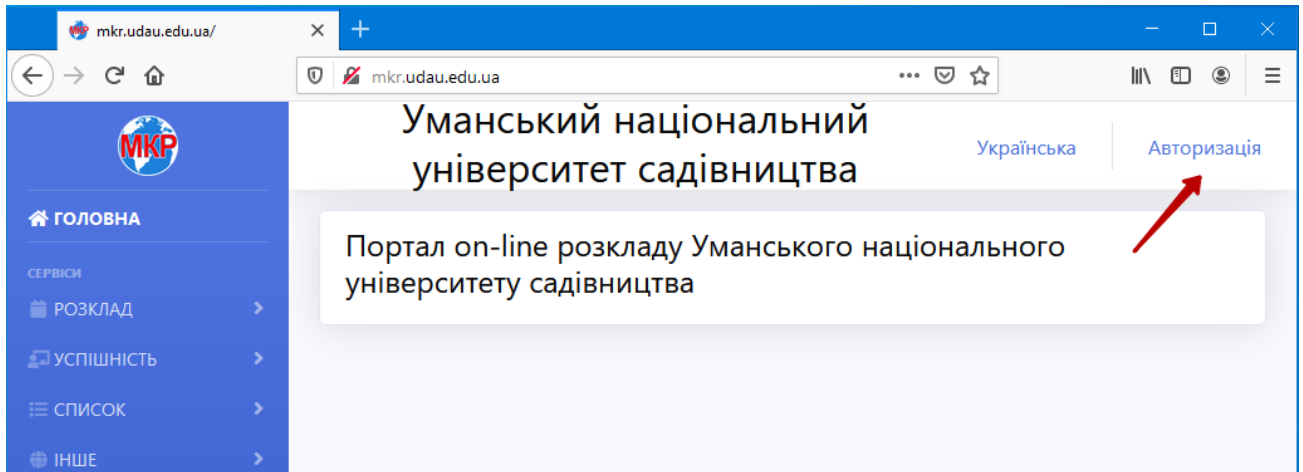 mkr.udau.edu.ua/
mkr.udau.edu.ua
МКР
Уманський національний
університет садівництва
Українська
Авторизація
ГОЛОВНА
СЕРВІСИ
РОЗКЛАД
УСПІШНІСТЬ
СПИСОК
ІНШЕ
Портал on-line розкладу Уманського національного
університету садівництва